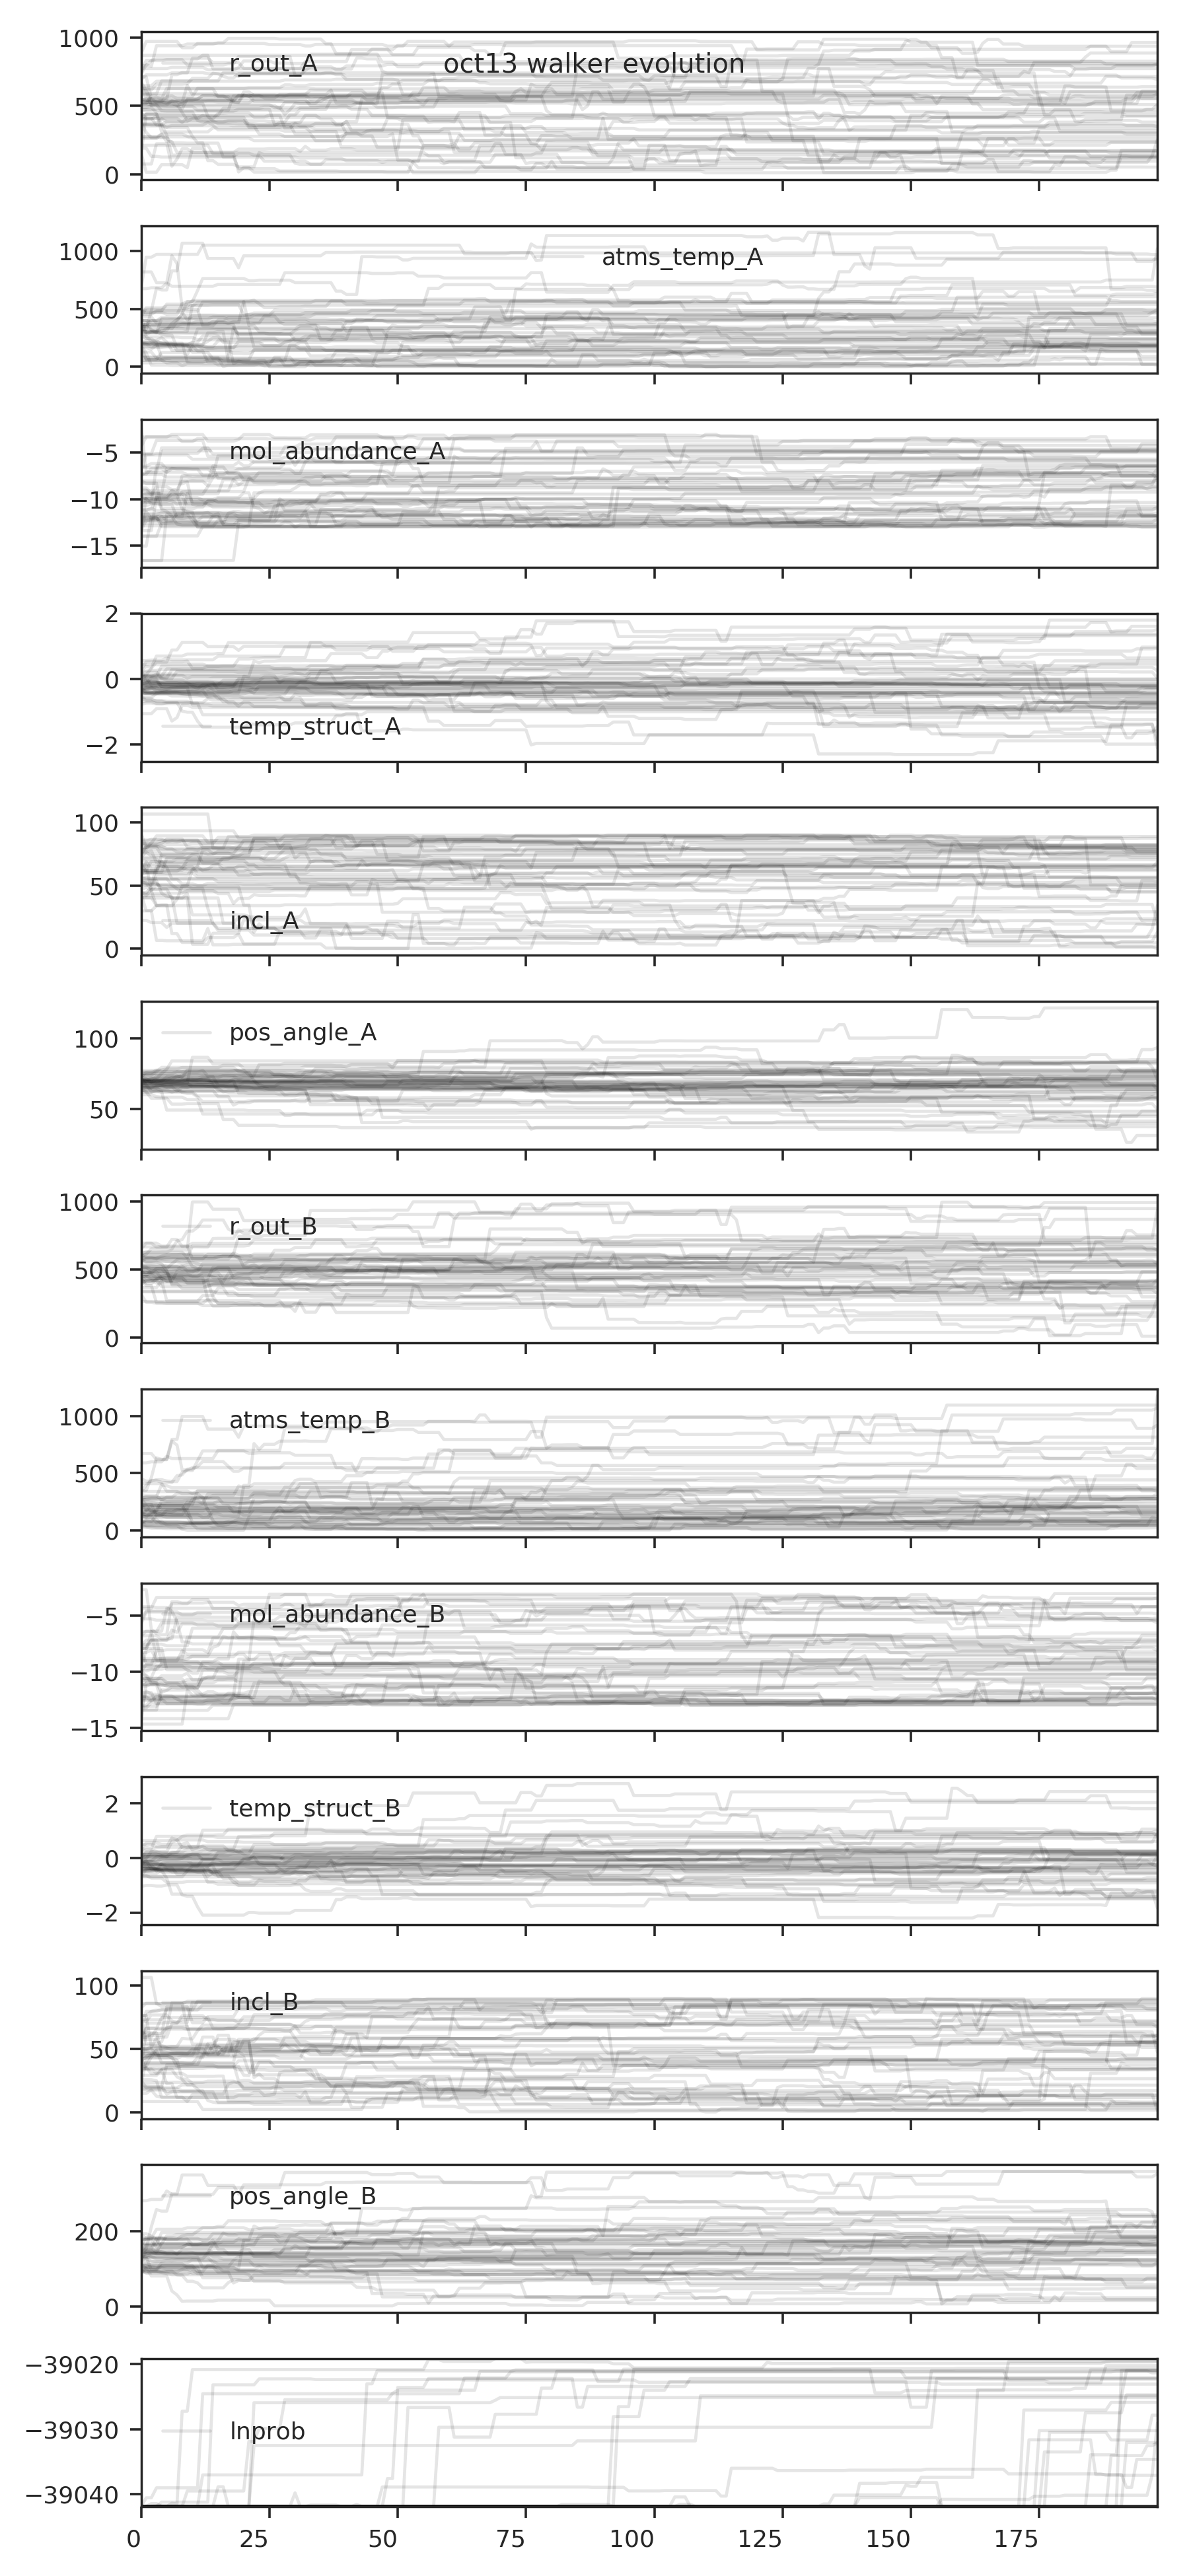 1000
r_out_A
oct13 walker evolution
500
0
1000
atms_temp_A
500
0
−5
mol_abundance_A
−10
−15
2
0
temp_struct_A
−2
100
50
incl_A
0
pos_angle_A
100
50
1000
r_out_B
500
0
1000
atms_temp_B
500
0
−5
mol_abundance_B
−10
−15
2
temp_struct_B
0
−2
100
incl_B
50
0
pos_angle_B
200
0
−39020
−39030
lnprob
−39040
0 25 50 75 100 125 150 175